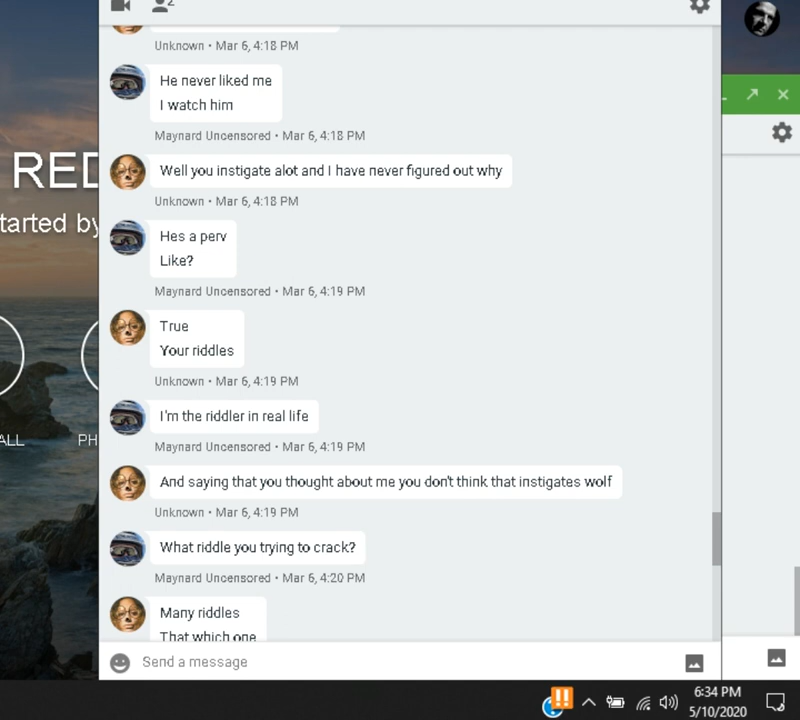 2
Unknown • Mar 6, 4:18 PM
He never liked me
I watch him
Maynard Uncensored • Mar 6, 4:18 PM
RED
Well you instigate alot and I have never figured out why
Unknown • Mar 6, 4:18 PM
tarted by
Hes a perv
Like?
Maynard Uncensored • Mar 6, 4:19 PM
True
Your riddles
Unknown • Mar 6, 4:19 PM
I'm the riddler in real life
ALL
PH
Maynard Uncensored • Mar 6, 4:19 PM
And saying that you thought about me you don't think that instigates wolf
Unknown • Mar 6, 4:19 PM
What riddle you trying to crack?
Maynard Uncensored • Mar 6, 4:20 PM
Many riddles
That which one
Send a message
6:34 PM
5/10/2020